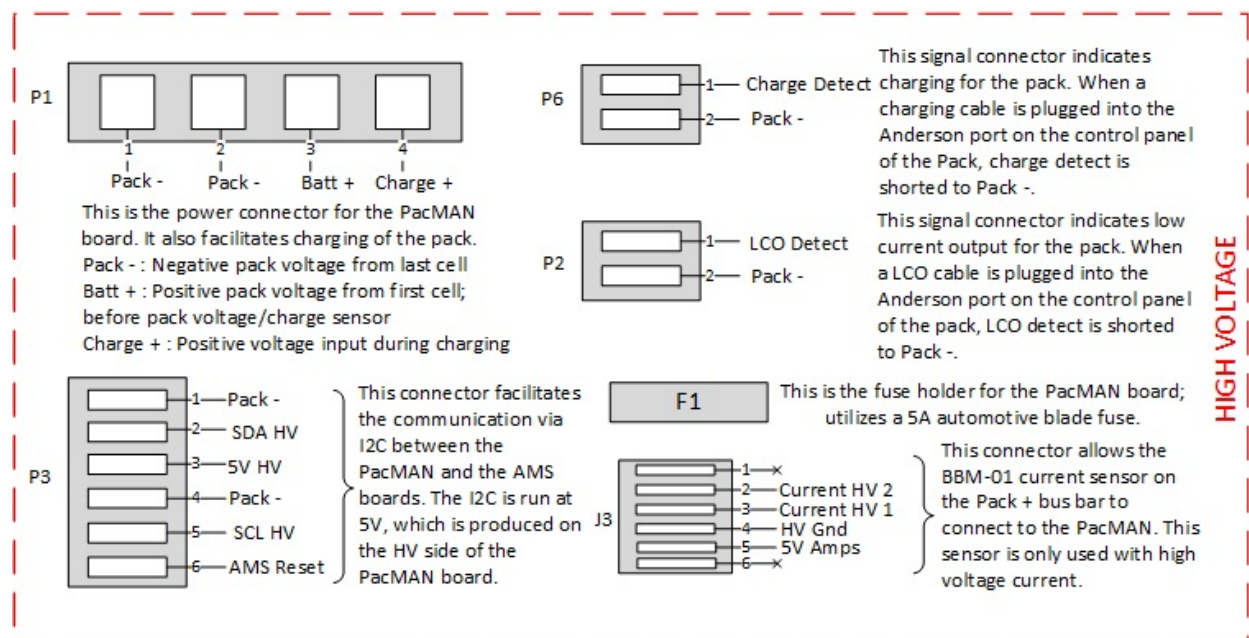 P1
1
2
3
4
Pack -
Pack -
Batt +
Charge +
This is the power connector for the PacMAN
board. It also facilitates charging of the pack.
Pack - : Negative pack voltage from last cell
Batt + : Positive pack voltage from first cell;
before pack voltage/charge sensor
Charge + : Positive voltage input during charging
P6
1 Charge Detect
2 Pack -
This signal connector indicates
charging for the pack. When a
charging cable is plugged into the
Anderson port on the control panel
of the Pack, charge detect is
shorted to Pack -.
P2
1 LCO Detect
2 Pack -
This signal connector indicates low
current output for the pack. When
a LCO cable is plugged into the
Anderson port on the control panel
of the pack, LCO detect is shorted
to Pack -.
HIGH VOLTAGE
P3
1 Pack -
2 SDA HV
3 5V HV
4 Pack -
5 SCL HV
6 AMS Reset
This connector facilitates
the communication via
I2C between the
PacMAN and the AMS
boards. The I2C is run at
5V, which is produced on
the HV side of the
PacMAN board.
F1
This is the fuse holder for the PacMAN board;
utilizes a 5A automotive blade fuse.
J3
1 ×
2 Current HV 2
3 Current HV 1
4 HV Gnd
5 5V Amps
6 ×
This connector allows the
BBM-01 current sensor on
the Pack + bus bar to
connect to the PacMAN. This
sensor is only used with high
voltage current.